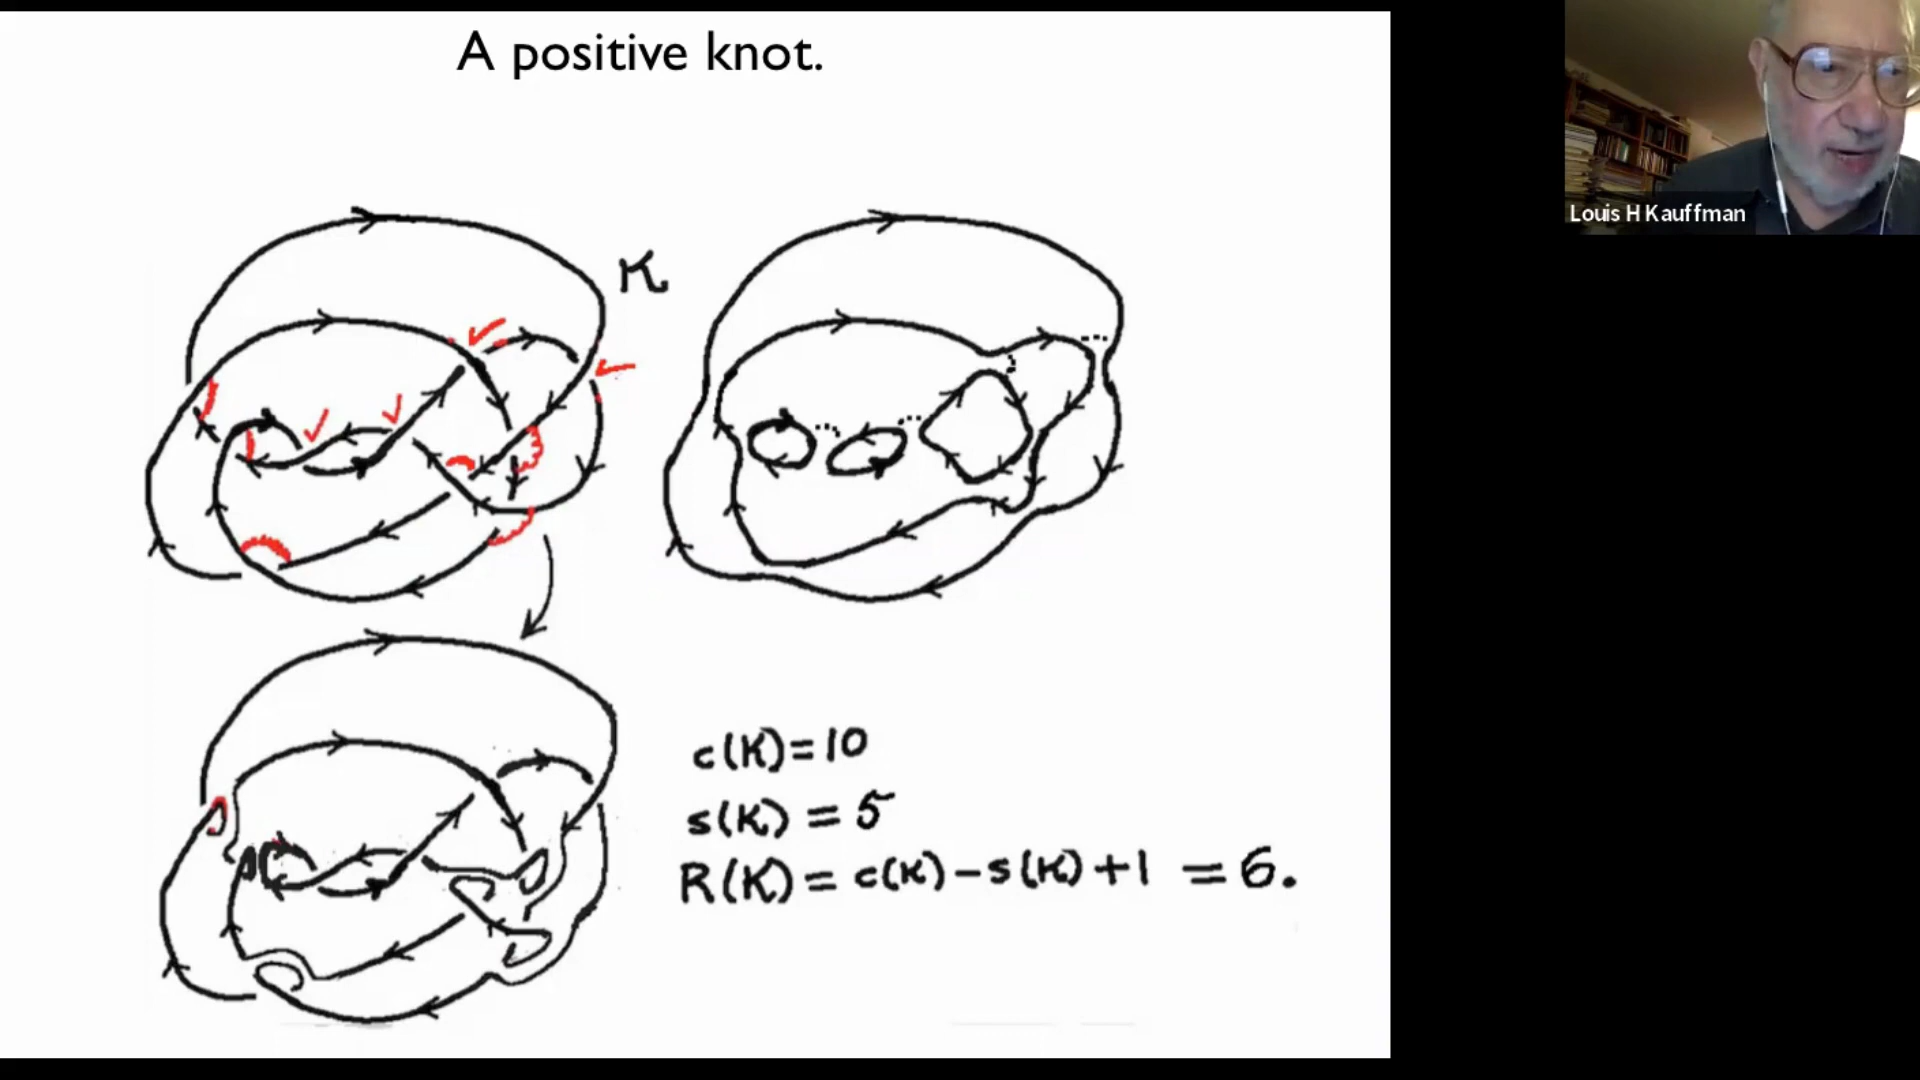 A positive knot.
K
Louis H Kauffman
c(K)=10
s(K) = 5
R(K) = c(K)-s(K)+1 = 6.